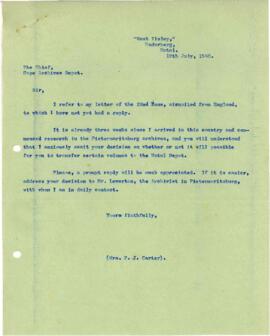 "West Visby,"
Underberg,
Natal.
12th July, 1963.
The Chief,
Cape Archives Depot.
Sir,
I refer to my letter of the 22nd June, airmailed from England,
to which I have not yet had a reply.
It is already three weeks since I arrived in this country and com-
menced research in the Pietermaritzburg archives, and you will understand
that I anxiously await your decision on whether or not it will be possible
for you to transfer certain volumes to the Natal Depot.
Please, a prompt reply will be much appreciated. If it is easier,
address your decision to Mr. Leverton, the Archivist in Pietermaritzburg,
with whom I am in daily contact.
Yours faithfully,
(Mrs. F. J. Carter).